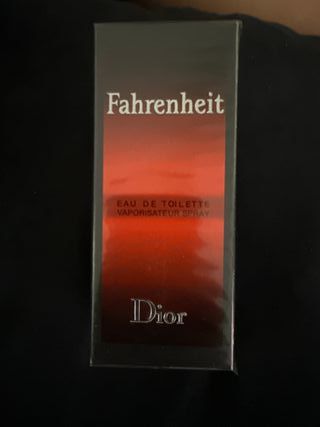 Fahrenheit
EAU DE TOILETTE
VAPORISATEUR SPRAY
Dior